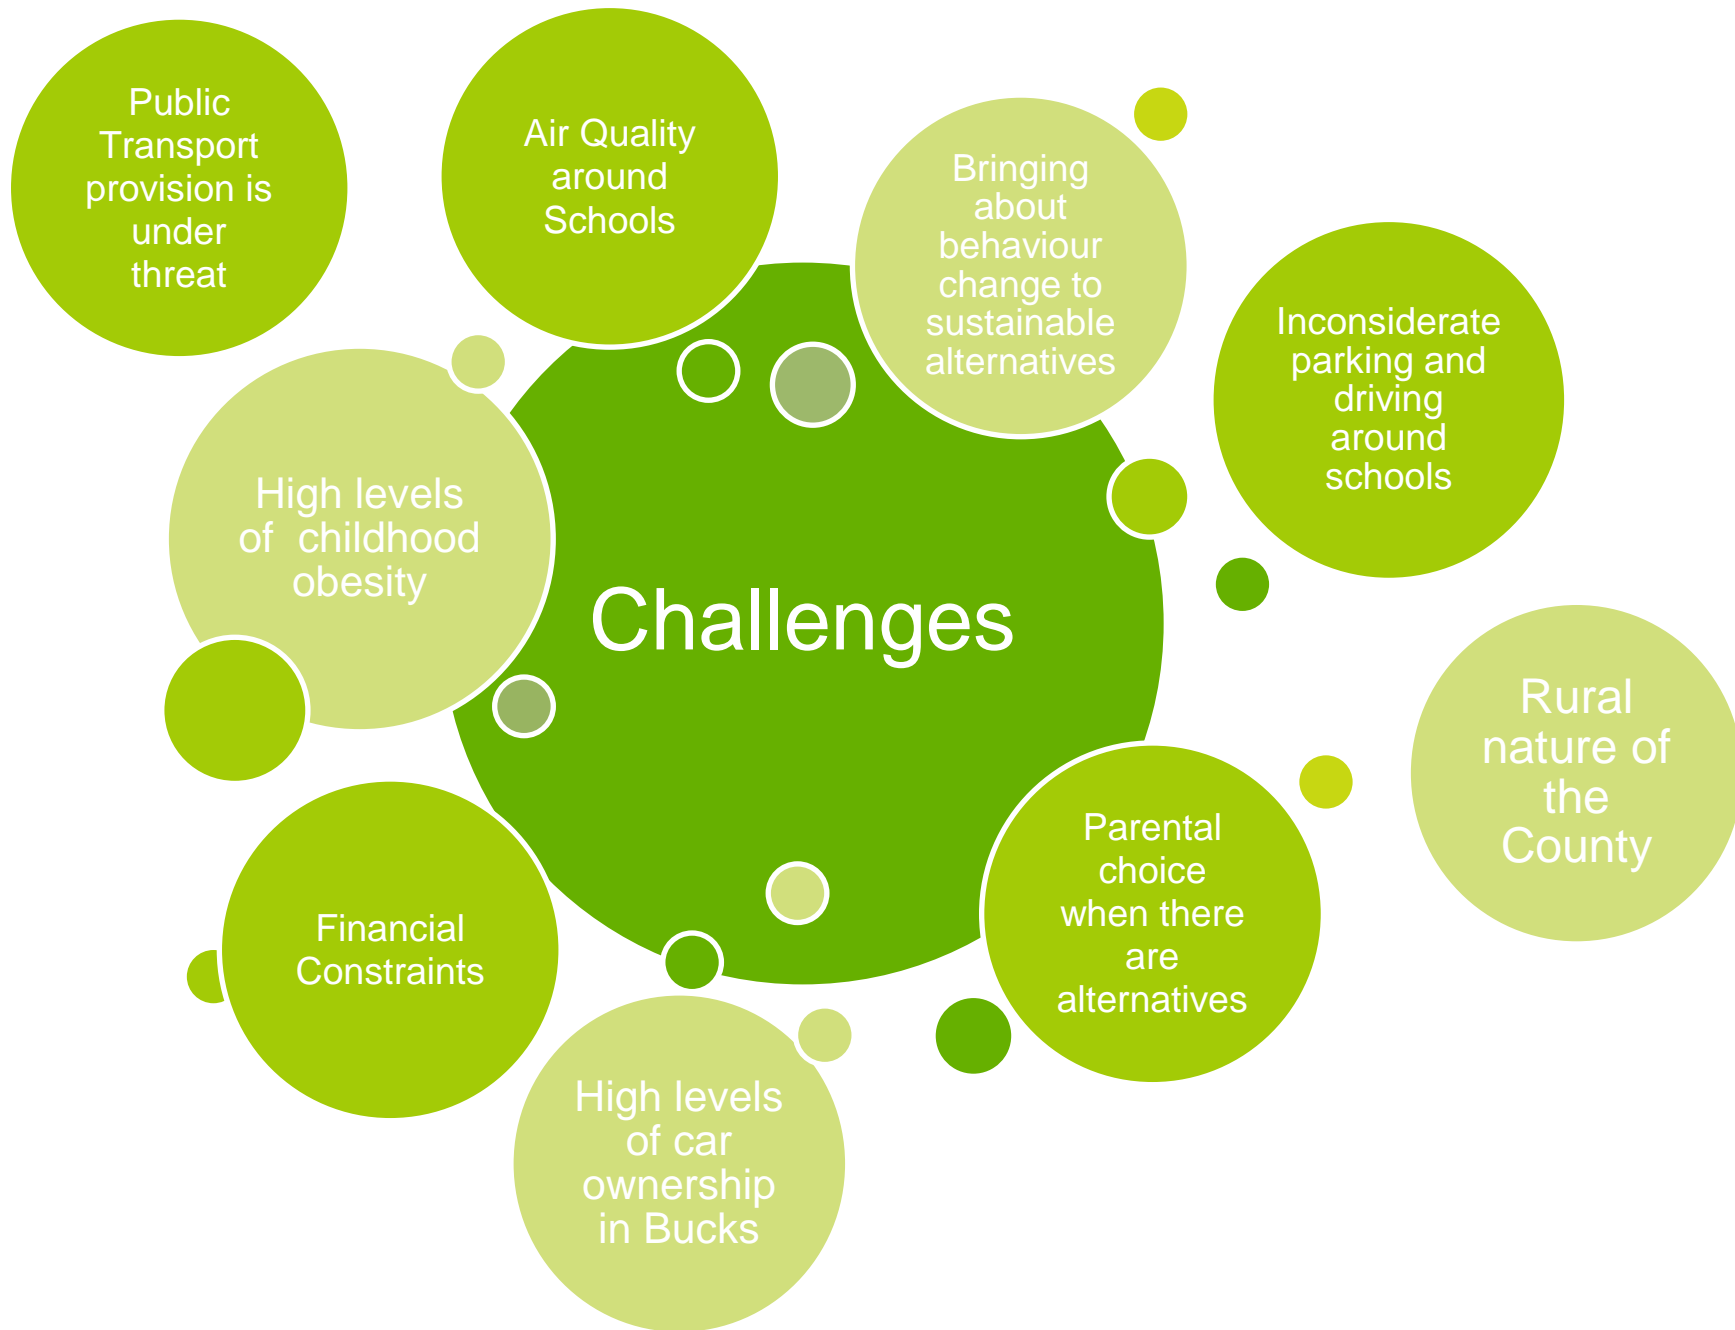 Public
Transport
provision is
under
threat
Air Quality
around
Schools
Bringing
about
behaviour
change to
sustainable
alternatives
Inconsiderate
parking and
driving
around
schools
High levels
of  childhood
obesity
Challenges
Rural
nature of
the
County
Parental
choice
when there
are
alternatives
Financial
Constraints
High levels
of car
ownership
in Bucks